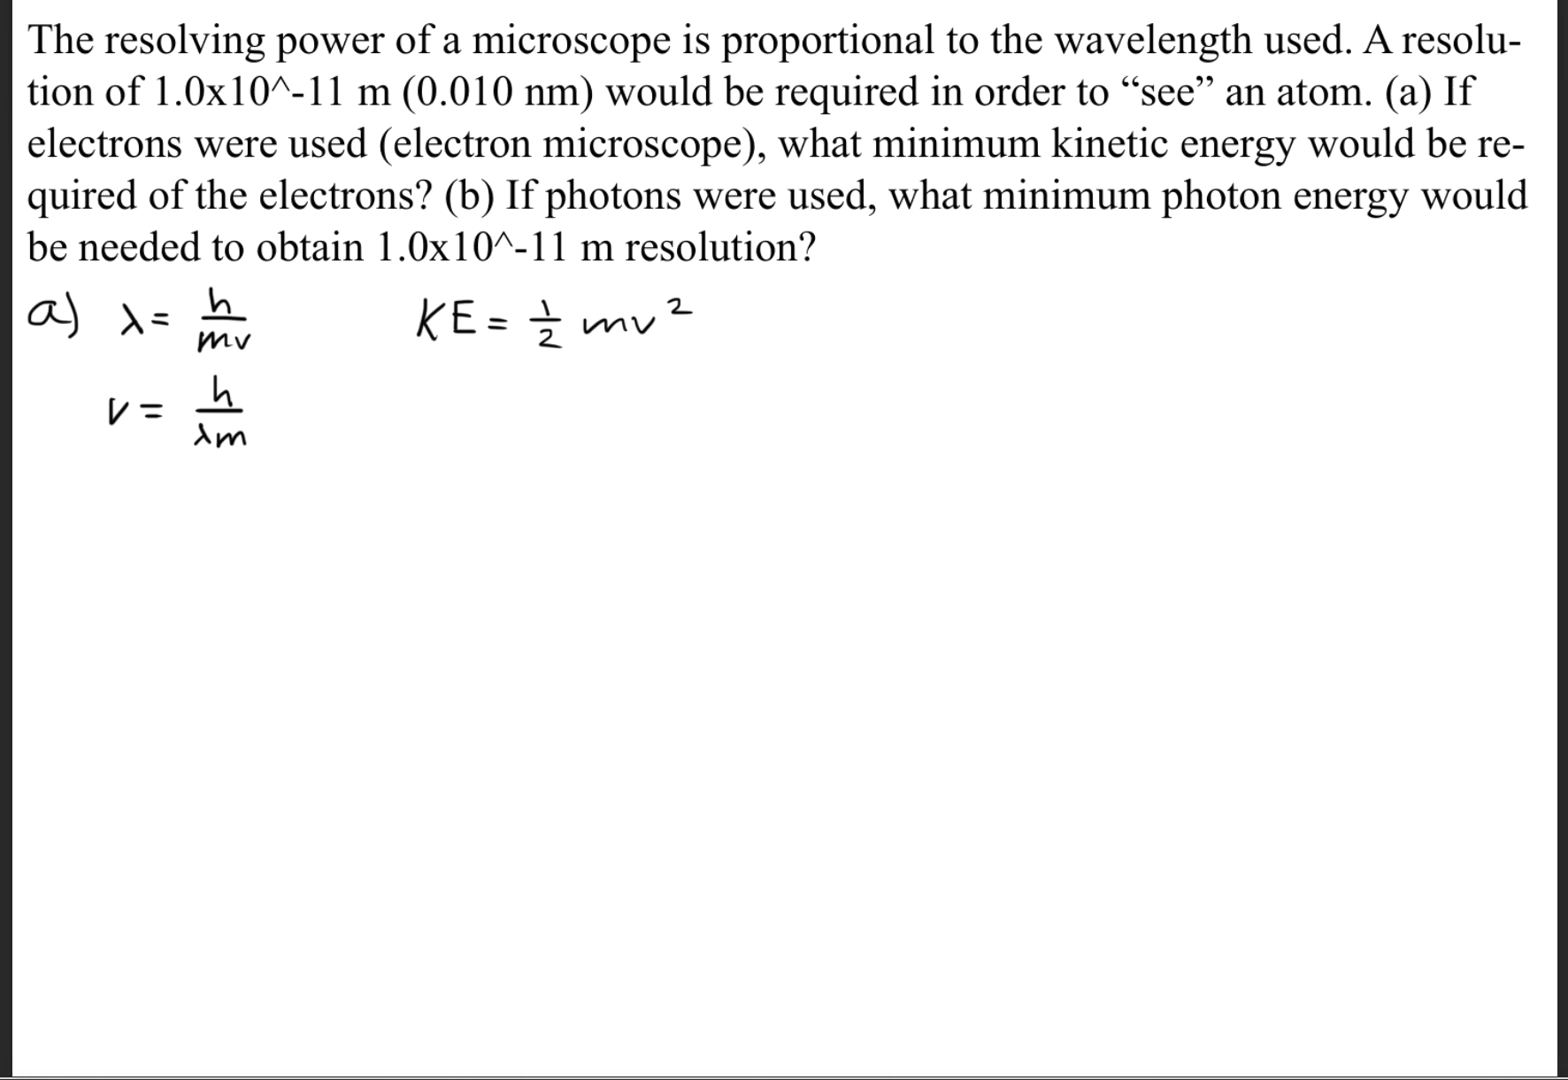 The resolving power of a microscope is proportional to the wavelength used. A resolu-
tion of 1.0x10^-11 m (0.010 nm) would be required in order to “see” an atom. (a) If
electrons were used (electron microscope), what minimum kinetic energy would be re-
quired of the electrons? (b) If photons were used, what minimum photon energy would
be needed to obtain 1.0x10^-11 m resolution?
a) λ = h/mv KE = 1/2 mv²
v = h/λm